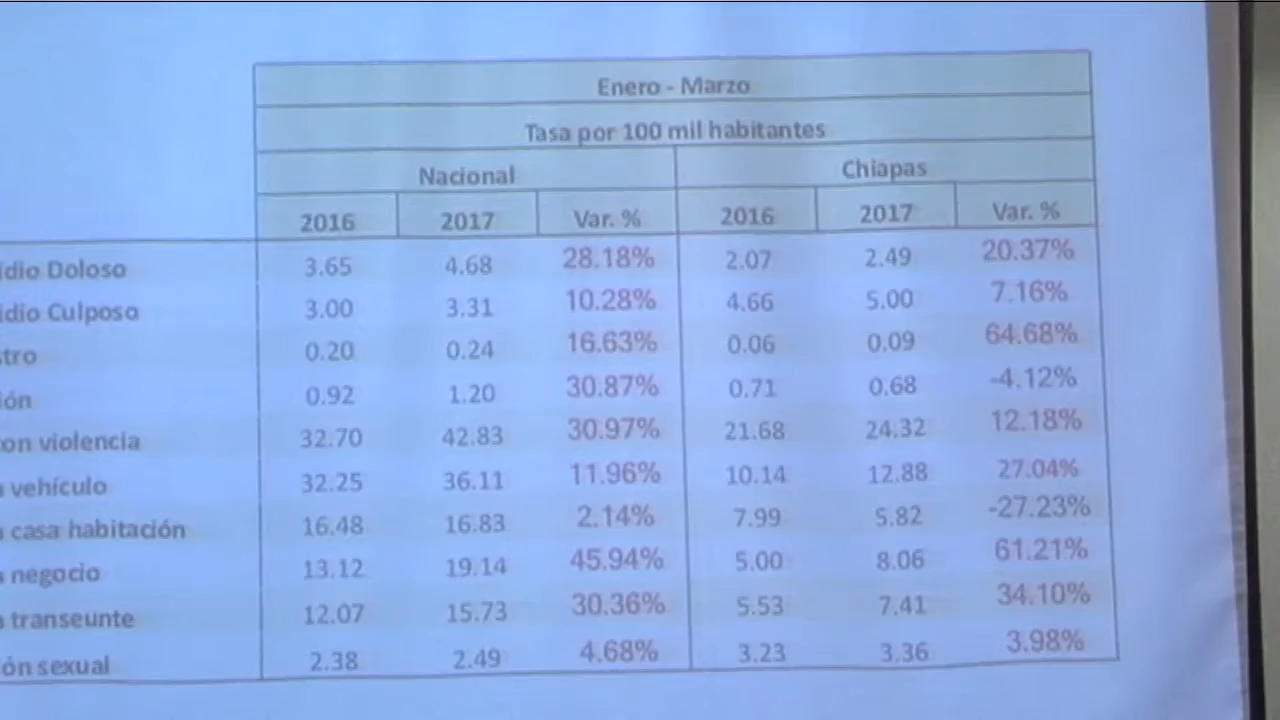 Enero - Marzo
Tasa por 100 mil habitantes
Nacional Chiapas
2016 2017 Var. % 2016 2017 Var. %
idio Doloso 3.65 4.68 28.18% 2.07 2.49 20.37%
idio Culposo 3.00 3.31 10.28% 4.66 5.00 7.16%
tro 0.20 0.24 16.63% 0.06 0.09 64.68%
ión 0.92 1.20 30.87% 0.71 0.68 -4.12%
on violencia 32.70 42.83 30.97% 21.68 24.32 12.18%
vehículo 32.25 36.11 11.96% 10.14 12.88 27.04%
casa habitación 16.48 16.83 2.14% 7.99 5.82 -27.23%
negocio 13.12 19.14 45.94% 5.00 8.06 61.21%
transeunte 12.07 15.73 30.36% 5.53 7.41 34.10%
ón sexual 2.38 2.49 4.68% 3.23 3.36 3.98%